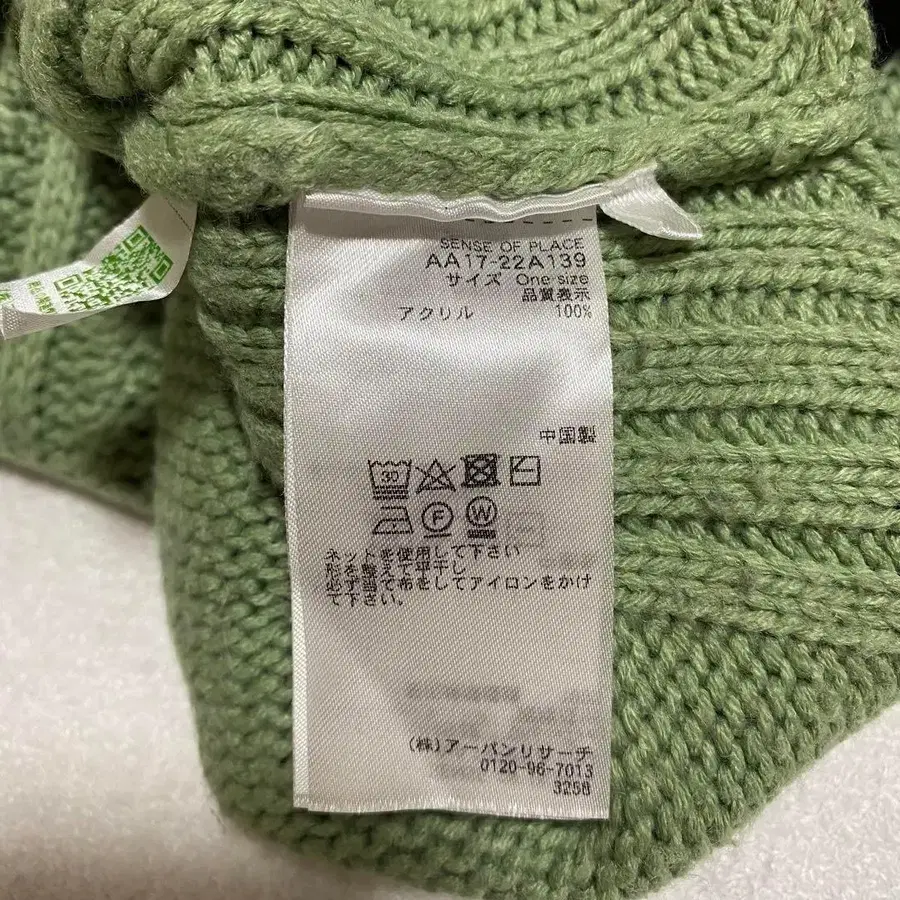 SENSE OF PLACE
AA17-22A139
サイズ One size
品質表示
アクリル 100%
中国製
30
F W
ネットを使用して下さい
形を整えて平干し
必ずあて布をしてアイロンをかけ
て下さい。
(株)アーバンリサーチ
0120-96-7013
3258